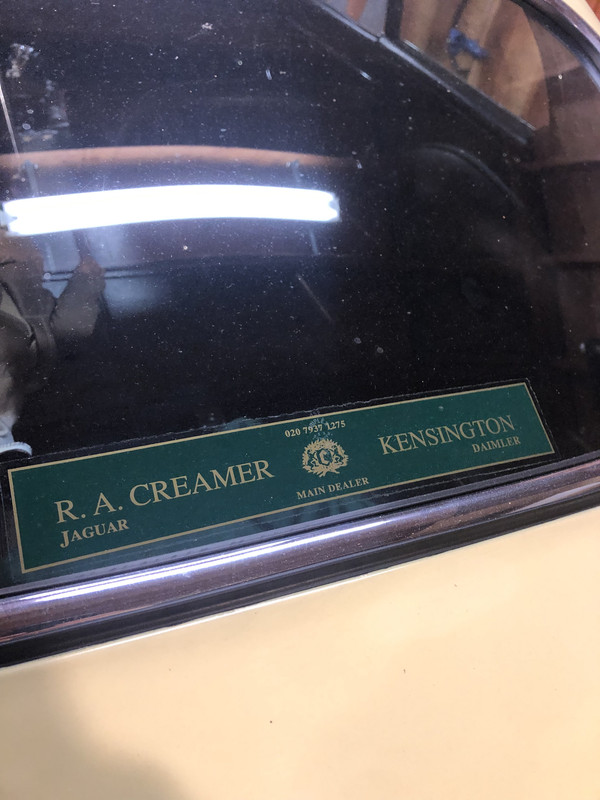 020 7937 1275
R. A. CREAMER
KENSINGTON
JAGUAR
C
MAIN DEALER
DAIMLER